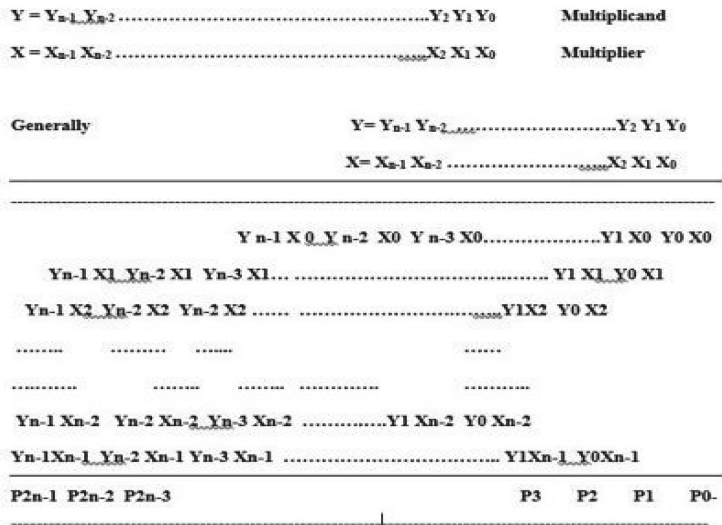 Y = Yn-1 Yn-2 ……………………………………………..Y2 Y1 Y0 Multiplicand
X = Xn-1 Xn-2 ……………………………………………..X2 X1 X0 Multiplier
Generally Y= Yn-1 Yn-2 ……………………………..Y2 Y1 Y0
X= Xn-1 Xn-2 ……………………………..X2 X1 X0
Y n-1 X 0 Y n-2 X0 Y n-3 X0………………….Y1 X0 Y0 X0
Yn-1 X1 Yn-2 X1 Yn-3 X1… ………………………………… Y1 X1 Y0 X1
Yn-1 X2 Yn-2 X2 Yn-2 X2 …… ………………………………Y1X2 Y0 X2
…….. ……… ……. ……
……….. …….. …….. ………….. ………..
Yn-1 Xn-2 Yn-2 Xn-2 Yn-3 Xn-2 ……………Y1 Xn-2 Y0 Xn-2
Yn-1Xn-1 Yn-2 Xn-1 Yn-3 Xn-1 ………………………………….. Y1Xn-1 Y0Xn-1
P2n-1 P2n-2 P2n-3 P3 P2 P1 P0-